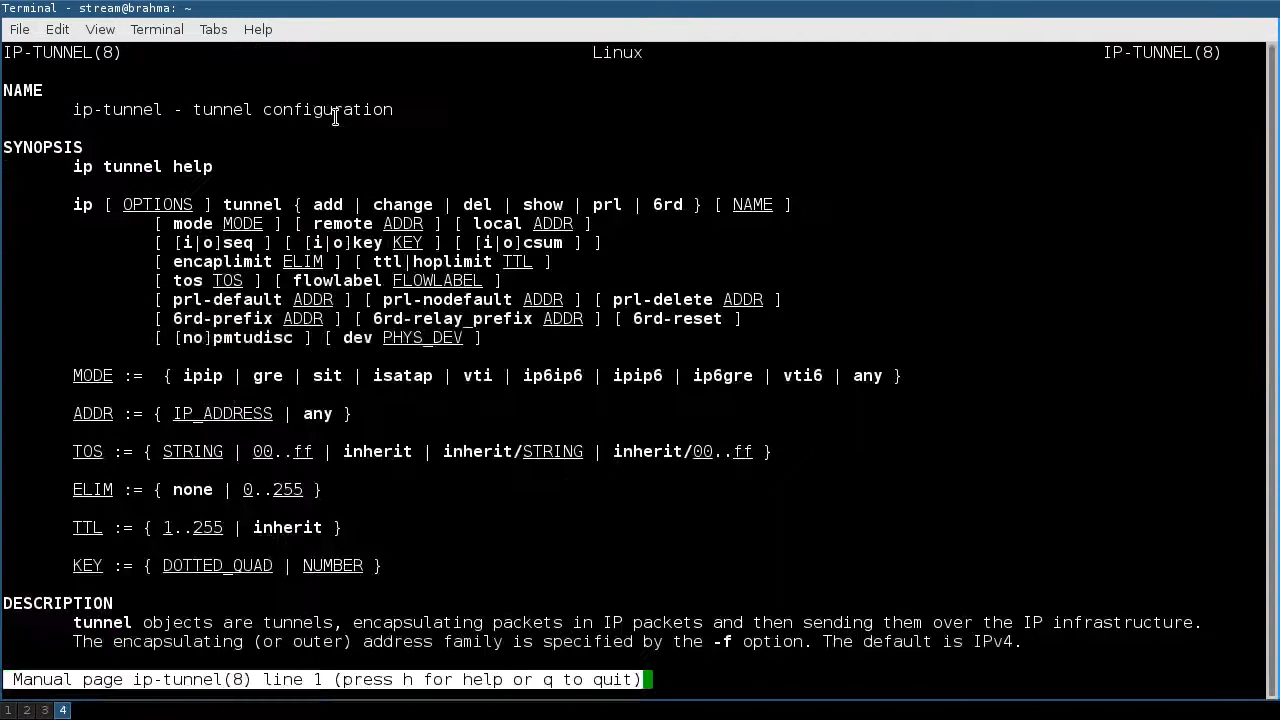 Terminal - stream@brahma: ~
File Edit View Terminal Tabs Help
IP-TUNNEL(8) Linux IP-TUNNEL(8)
NAME
ip-tunnel - tunnel configuration
SYNOPSIS
ip tunnel help
ip [ OPTIONS ] tunnel { add | change | del | show | prl | 6rd } [ NAME ]
[ mode MODE ] [ remote ADDR ] [ local ADDR ]
[ [i|o]seq ] [ [i|o]key KEY ] [ [i|o]csum ] ]
[ encaplimit ELIM ] [ ttl|hoplimit TTL ]
[ tos TOS ] [ flowlabel FLOWLABEL ]
[ prl-default ADDR ] [ prl-nodefault ADDR ] [ prl-delete ADDR ]
[ 6rd-prefix ADDR ] [ 6rd-relay_prefix ADDR ] [ 6rd-reset ]
[ [no]pmtudisc ] [ dev PHYS_DEV ]
MODE := { ipip | gre | sit | isatap | vti | ip6ip6 | ipip6 | ip6gre | vti6 | any }
ADDR := { IP_ADDRESS | any }
TOS := { STRING | 00..ff | inherit | inherit/STRING | inherit/00..ff }
ELIM := { none | 0..255 }
TTL := { 1..255 | inherit }
KEY := { DOTTED_QUAD | NUMBER }
DESCRIPTION
tunnel objects are tunnels, encapsulating packets in IP packets and then sending them over the IP infrastructure.
The encapsulating (or outer) address family is specified by the -f option. The default is IPv4.
Manual page ip-tunnel(8) line 1 (press h for help or q to quit)
1 2 3 4